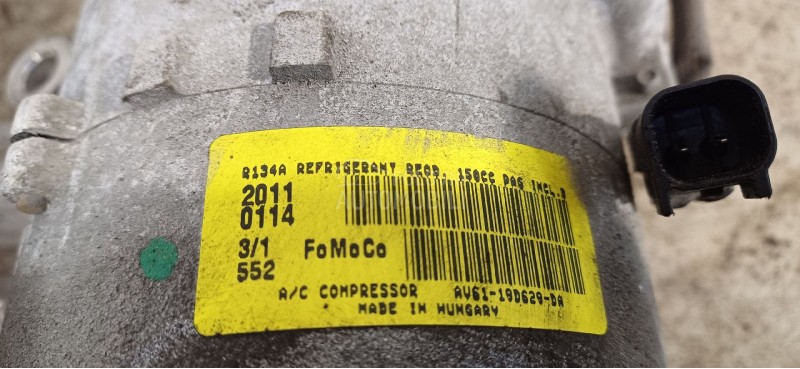 R134A REFRIGERANT REQD. 150CC PAG INCL.
2011
0114
3/1
552
FoMoCo
A/C COMPRESSOR AV61-19D629-DA
MADE IN HUNGARY